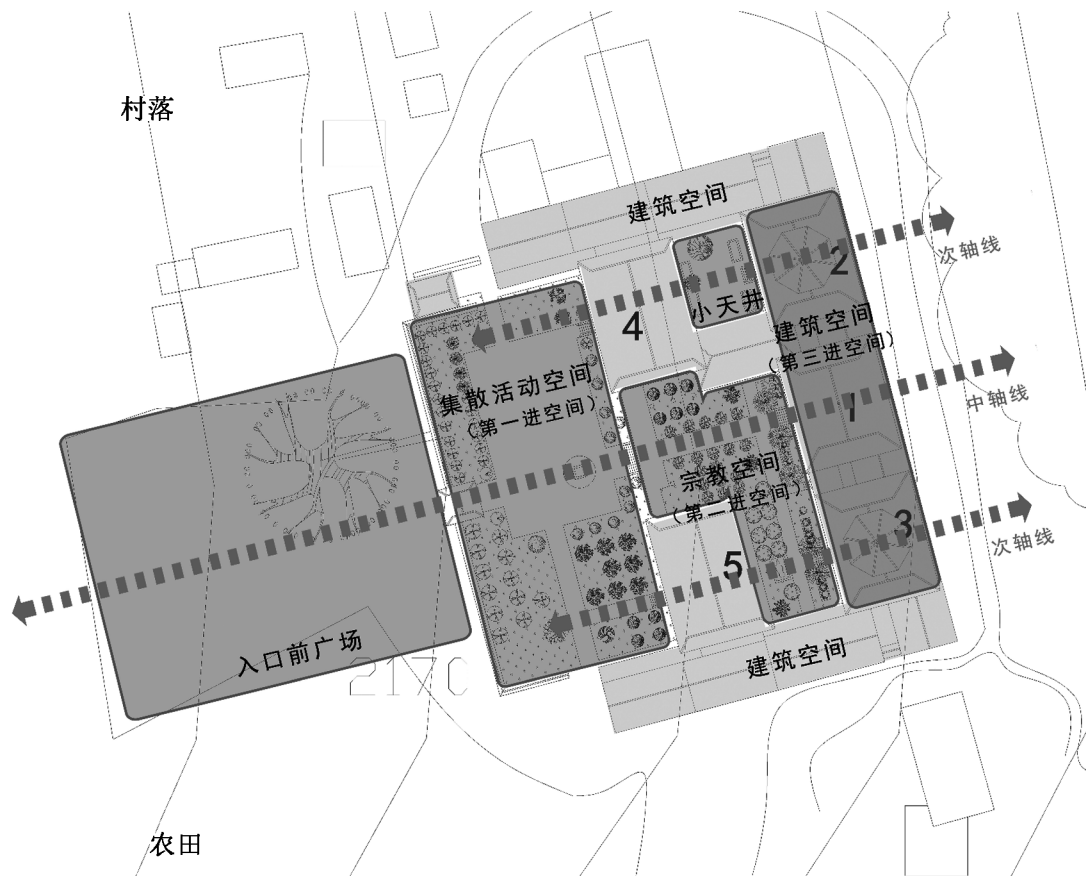 村落
建筑空间
2
次轴线
小天井
4
建筑空间
（第三进空间）
集散活动空间
（第一进空间）
中轴线
1
宗教空间
（第二进空间）
3
次轴线
5
入口前广场
2170
建筑空间
农田